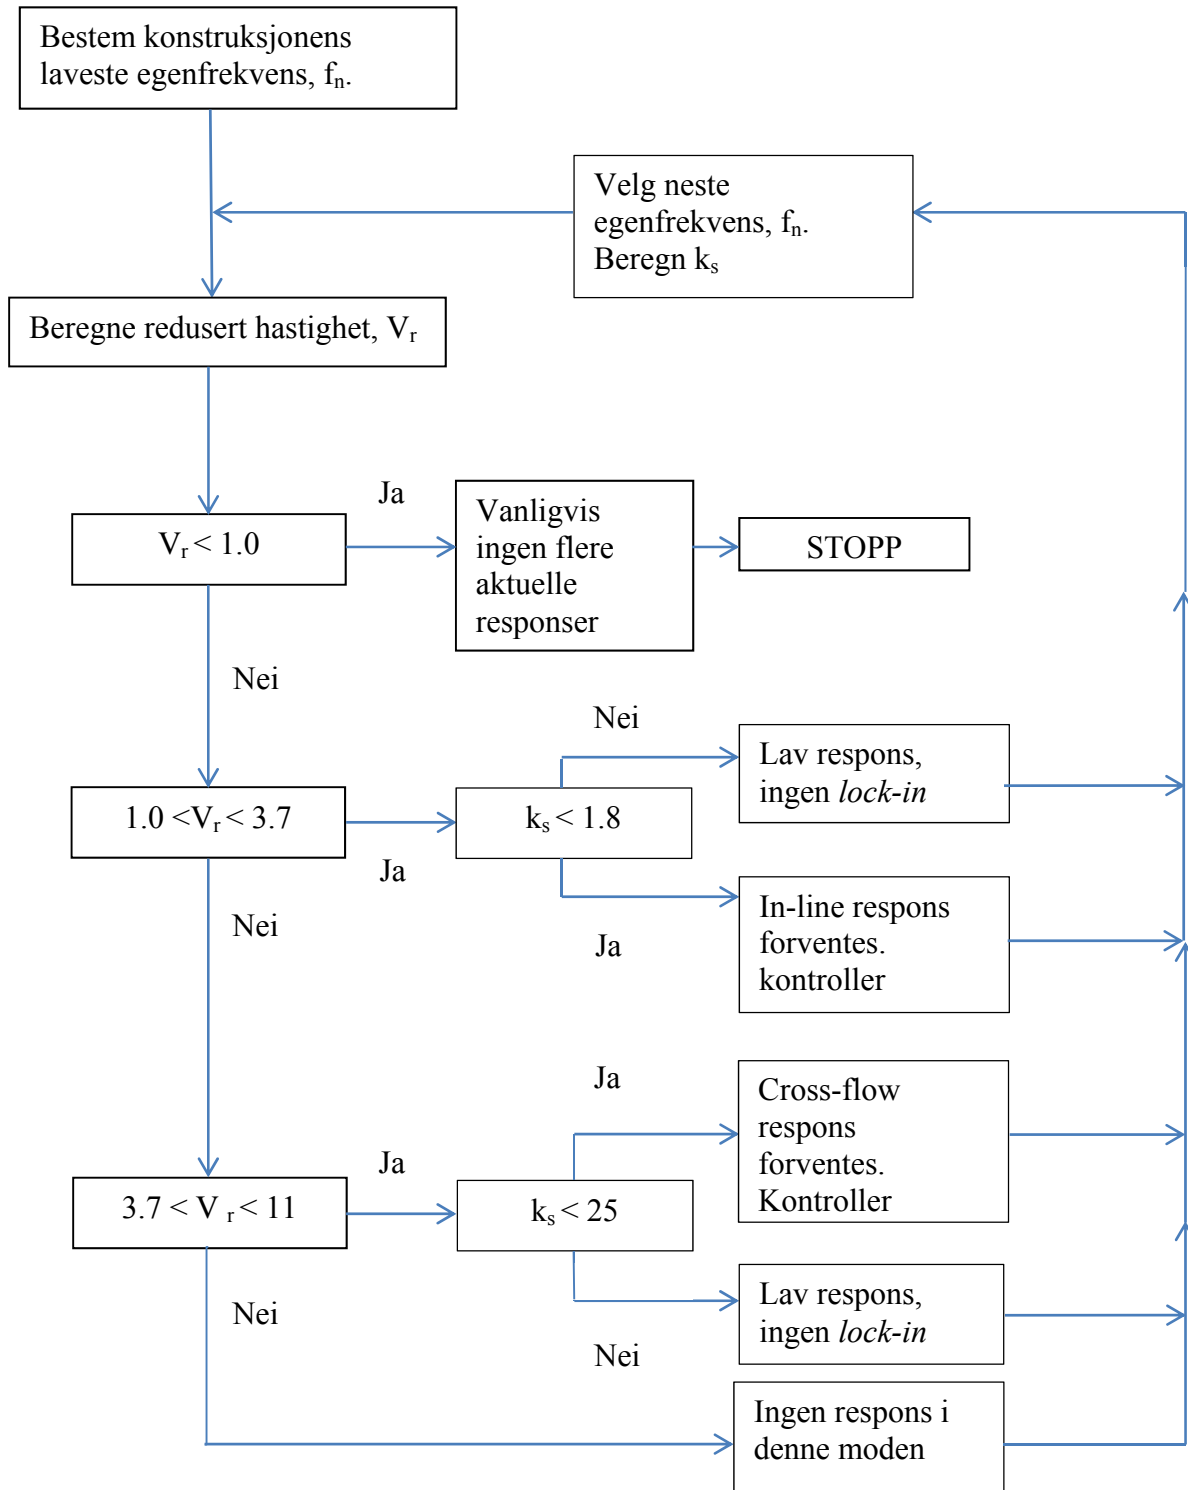 Bestem konstruksjonens
laveste egenfrekvens, fₙ.
Velg neste
egenfrekvens, fₙ.
Beregn kₛ
Beregne redusert hastighet, Vᵣ
Vᵣ < 1.0
Ja
Vanligvis
ingen flere
aktuelle
responser
STOPP
Nei
1.0 <Vᵣ < 3.7
Ja
kₛ < 1.8
Nei
Lav respons,
ingen lock-in
Ja
In-line respons
forventes.
kontroller
Nei
3.7 < V ᵣ < 11
Ja
kₛ < 25
Ja
Cross-flow
respons
forventes.
Kontroller
Nei
Lav respons,
ingen lock-in
Nei
Ingen respons i
denne moden